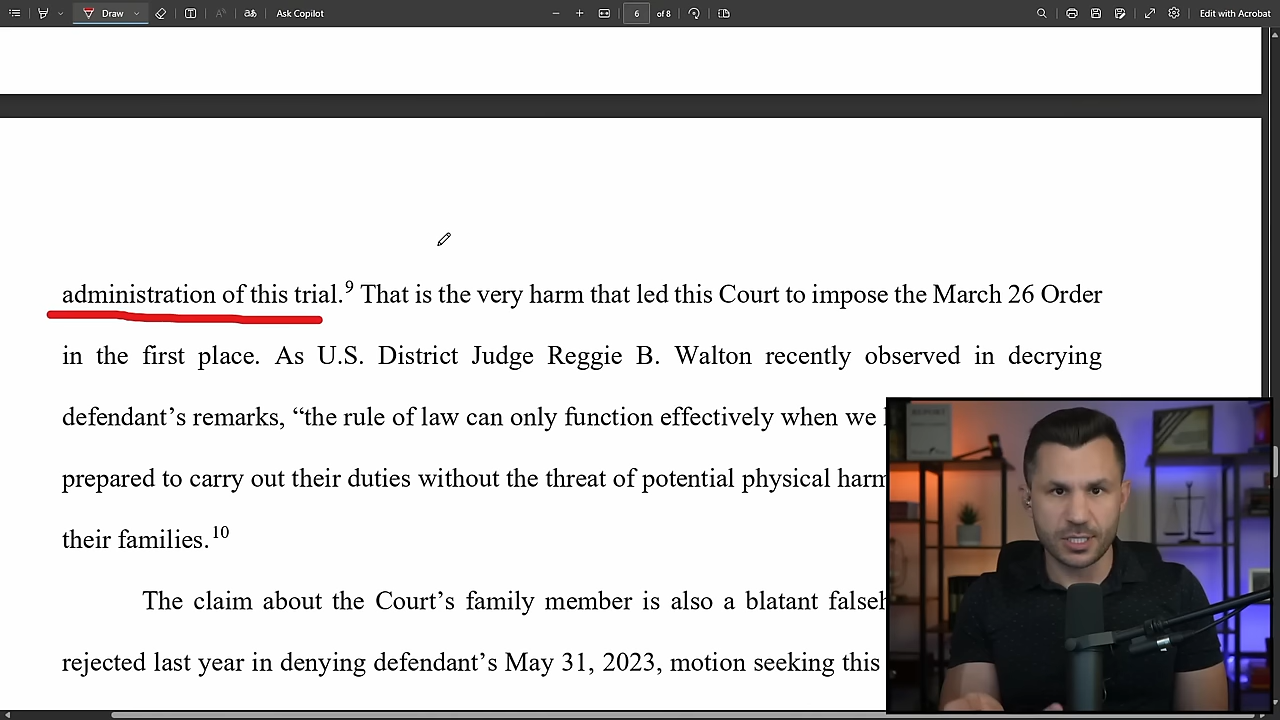 Draw
Ask Copilot
6 of 8
Edit with Acrobat
administration of this trial.⁹ That is the very harm that led this Court to impose the March 26 Order
in the first place. As U.S. District Judge Reggie B. Walton recently observed in decrying
defendant’s remarks, “the rule of law can only function effectively when we
prepared to carry out their duties without the threat of potential physical harm
their families.¹⁰
The claim about the Court’s family member is also a blatant
rejected last year in denying defendant’s May 31, 2023, motion seeking this
REPORT